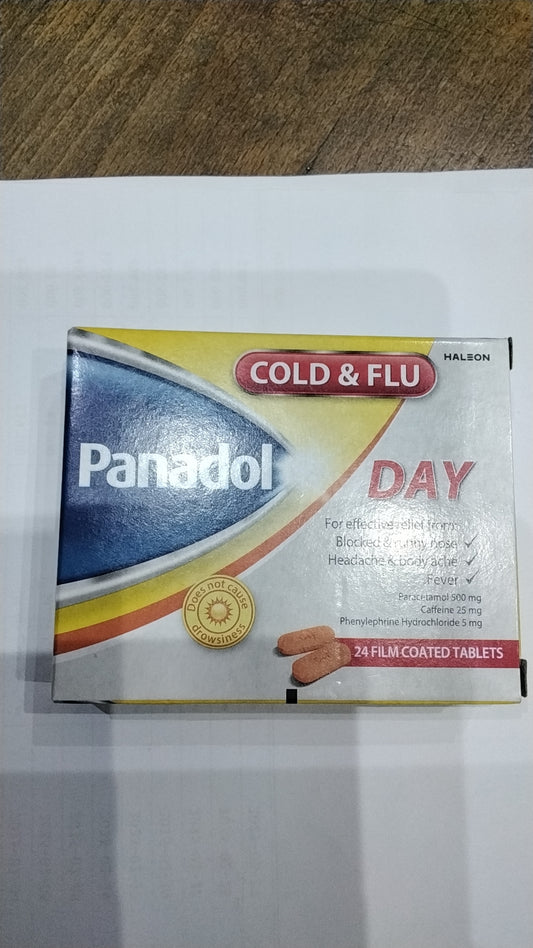 HALEON
COLD & FLU
Panadol
DAY
For effective relief from:
Blocked & runny nose ✓
Headache & body ache ✓
Fever ✓
Paracetamol 500 mg
Caffeine 25 mg
Phenylephrine Hydrochloride 5 mg
Does not cause
drowsiness
DAY
24 FILM COATED TABLETS